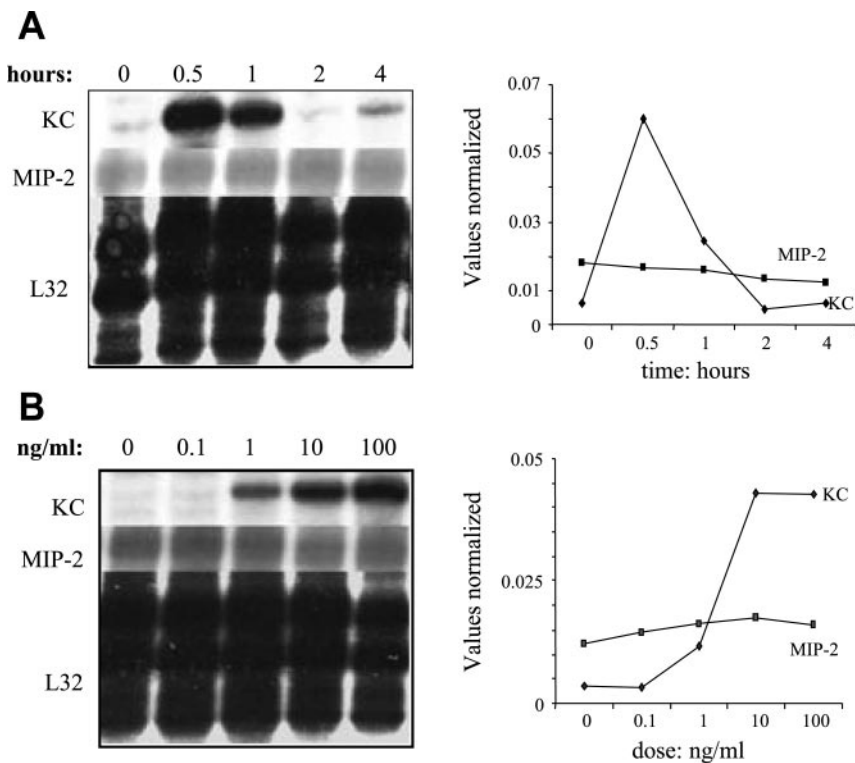 A
hours: 0 0.5 1 2 4
KC
MIP-2
L32
Values normalized
0.07
0.05
0.03
0.01
0
MIP-2
KC
0 0.5 1 2 4
time: hours
B
ng/ml: 0 0.1 1 10 100
KC
MIP-2
L32
Values normalized
0.05
0.025
0
KC
MIP-2
0 0.1 1 10 100
dose: ng/ml